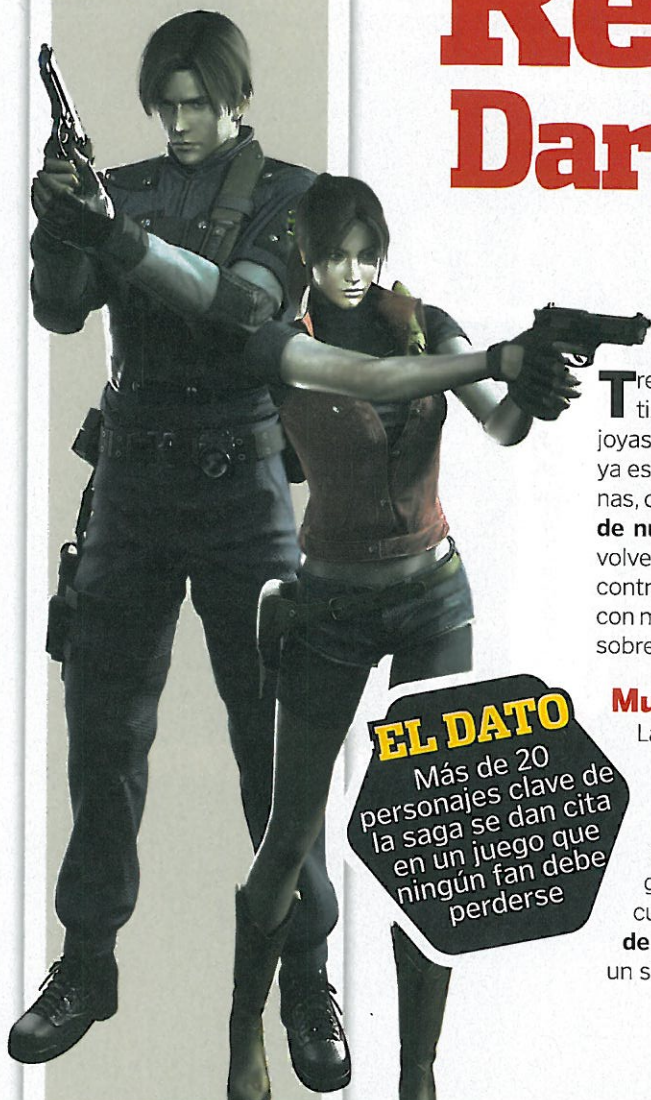 Re
Dar
Tre
ti
joyas
ya es
nas, c
de nu
volve
contr
con n
sobre
Mu
La
g
cu
de
un s
EL DATO
Más de 20
personajes clave de
la saga se dan cita
en un juego que
ningún fan debe
perderse